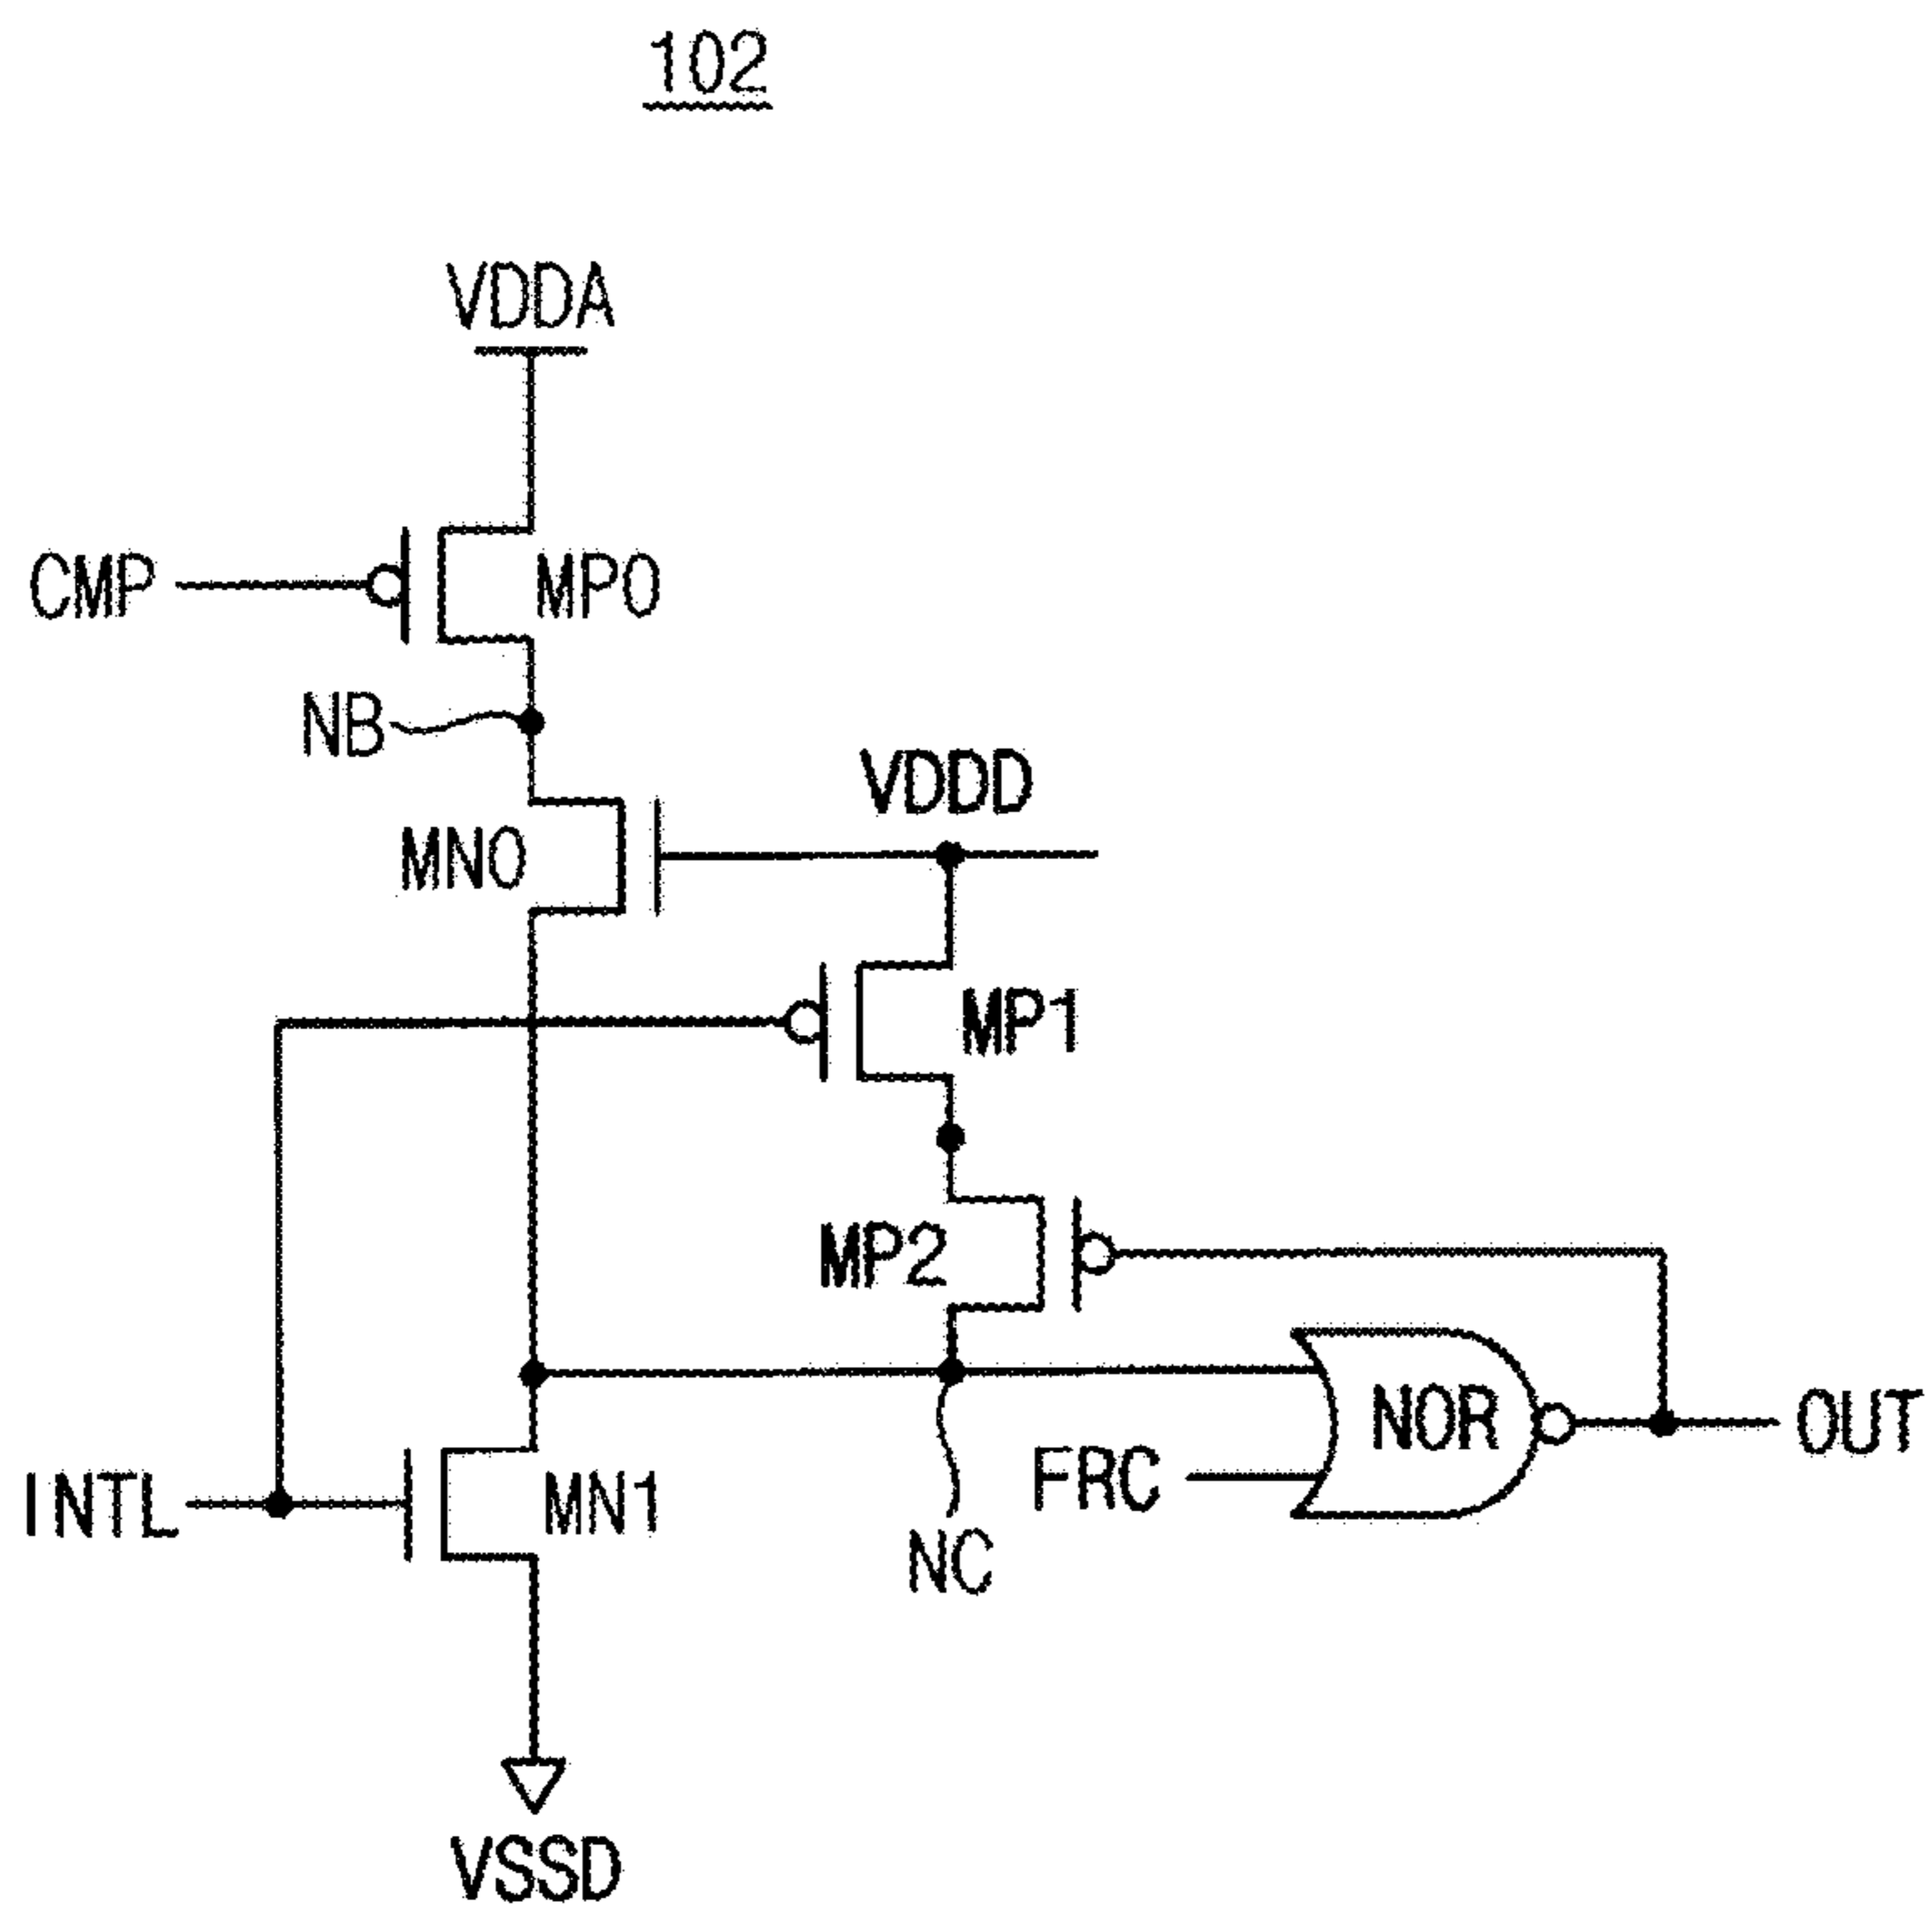 102
VDDA
CMP
MP0
NB
VDDD
MN0
MP1
MP2
NOR
OUT
FRC
INTL
MN1
NC
VSSD